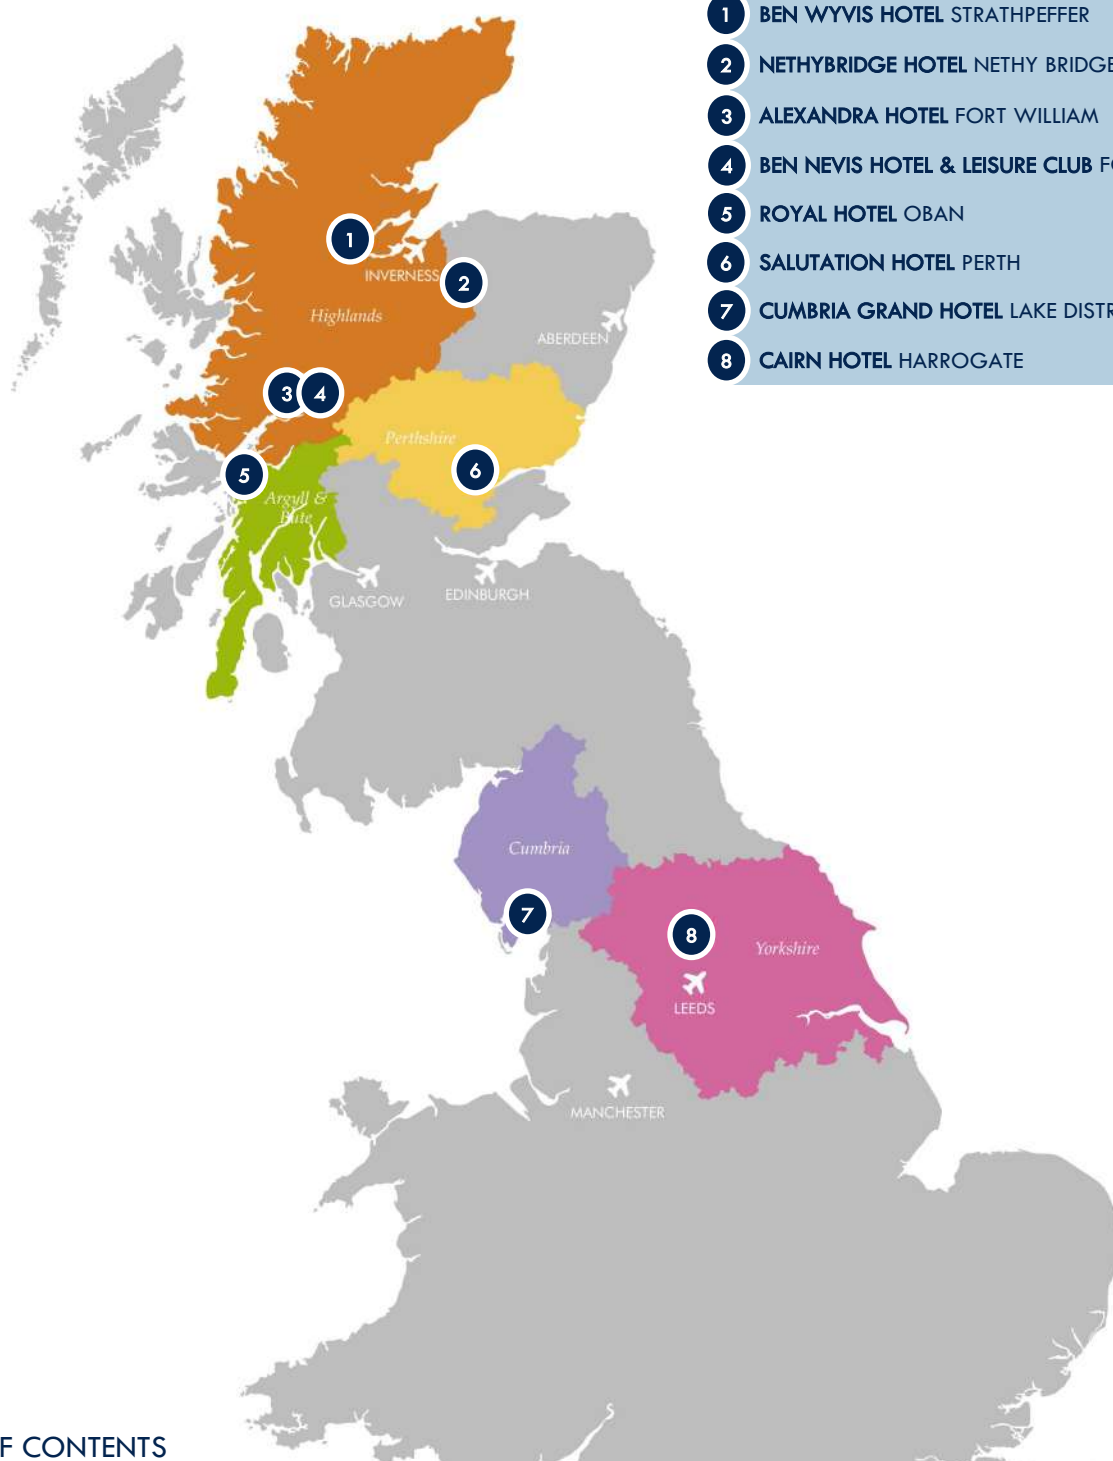 1 BEN WYVIS HOTEL STRATHPEFFER
2 NETHYBRIDGE HOTEL NETHY BRIDGE
3 ALEXANDRA HOTEL FORT WILLIAM
4 BEN NEVIS HOTEL & LEISURE CLUB
5 ROYAL HOTEL OBAN
6 SALUTATION HOTEL PERTH
7 CUMBRIA GRAND HOTEL LAKE
8 CAIRN HOTEL HARROGATE
1
INVERNESS
2
Highlands
ABERDEEN
3 4
Perthshire
6
5
Argyll &
Bute
GLASGOW
EDINBURGH
Cumbria
7
8
Yorkshire
LEEDS
MANCHESTER
CONTENTS